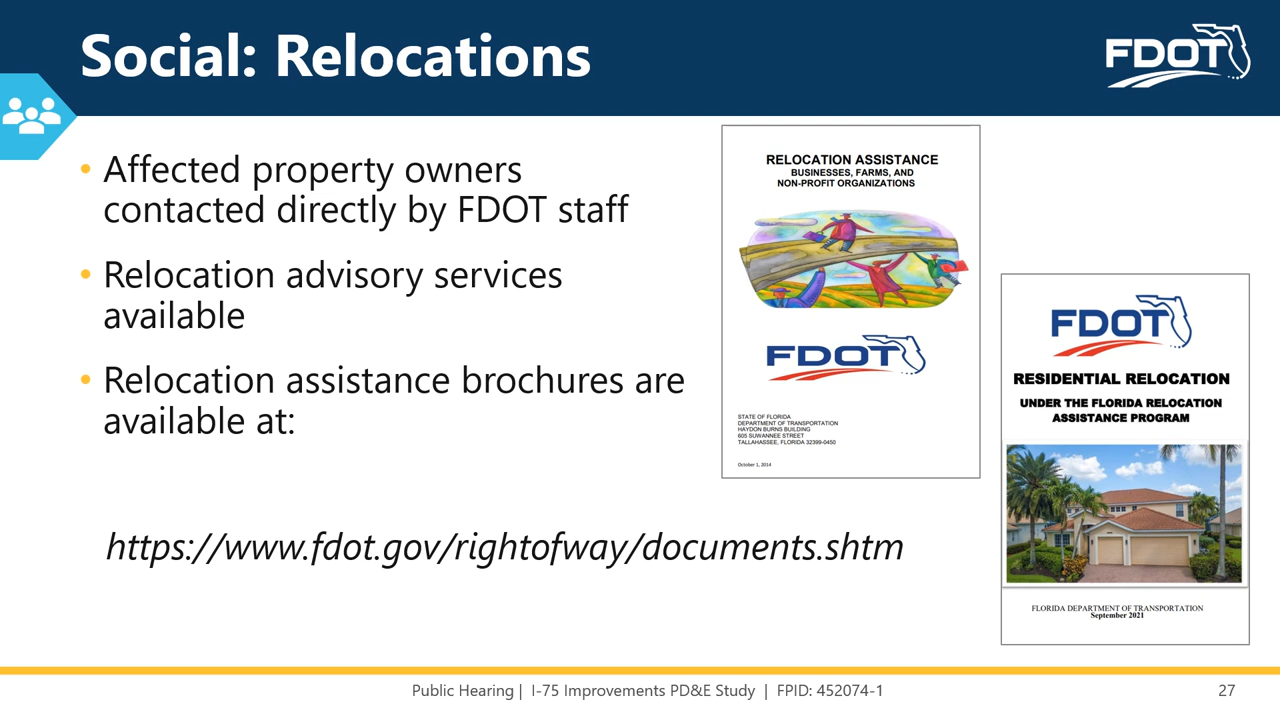 Social: Relocations
FDOT
• Affected property owners
contacted directly by FDOT staff
• Relocation advisory services
available
• Relocation assistance brochures are
available at:
https://www.fdot.gov/rightofway/documents.shtm
RELOCATION ASSISTANCE
BUSINESSES, FARMS, AND
NON-PROFIT ORGANIZATIONS
FDOT
STATE OF FLORIDA
DEPARTMENT OF TRANSPORTATION
HAYDON BURNS BUILDING
605 SUWANNEE STREET
TALLAHASSEE, FLORIDA 32399-0450
October 1, 2014
FDOT
RESIDENTIAL RELOCATION
UNDER THE FLORIDA RELOCATION
ASSISTANCE PROGRAM
FLORIDA DEPARTMENT OF TRANSPORTATION
September 2021
Public Hearing | I-75 Improvements PD&E Study | FPID: 452074-1
27